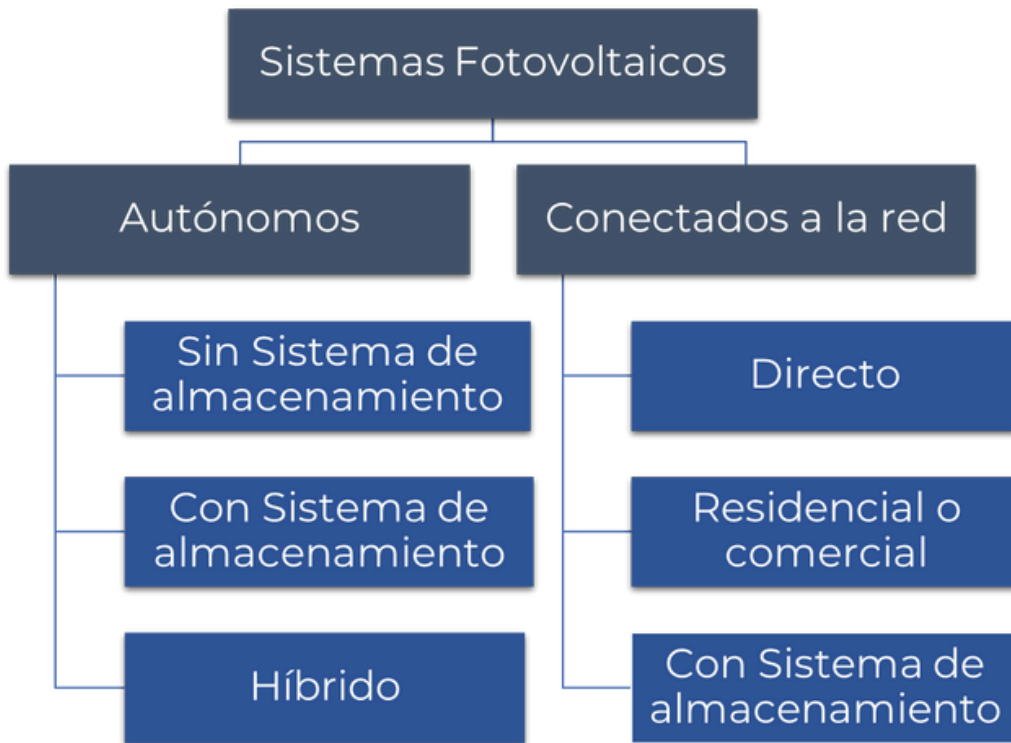 Sistemas Fotovoltaicos
Autónomos
Conectados a la red
Sin Sistema de
almacenamiento
Directo
Con Sistema de
almacenamiento
Residencial o
comercial
Híbrido
Con Sistema de
almacenamiento